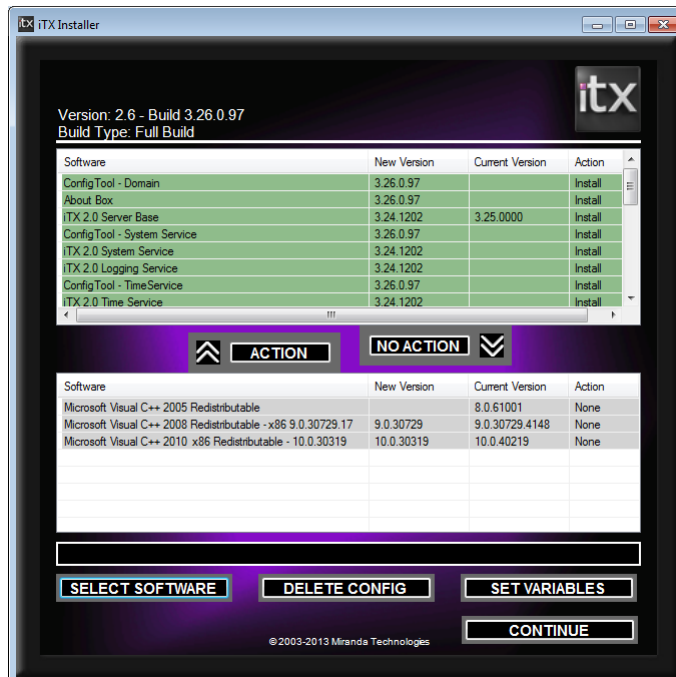 itx iTX Installer
itx
Version: 2.6 - Build 3.26.0.97
Build Type: Full Build
Software New Version Current Version Action
ConfigTool - Domain 3.26.0.97 Install
About Box 3.26.0.97 Install
iTX 2.0 Server Base 3.24.1202 3.25.0000 Install
ConfigTool - System Service 3.26.0.97 Install
iTX 2.0 System Service 3.24.1202 Install
iTX 2.0 Logging Service 3.24.1202 Install
ConfigTool - TimeService 3.26.0.97 Install
iTX 2.0 Time Service 3.24.1202 Install
ACTION NO ACTION
Software New Version Current Version Action
Microsoft Visual C++ 2005 Redistributable 8.0.61001 None
Microsoft Visual C++ 2008 Redistributable - x86 9.0.30729.17 9.0.30729 9.0.30729.4148 None
Microsoft Visual C++ 2010 x86 Redistributable - 10.0.30319 10.0.30319 10.0.40219 None
SELECT SOFTWARE DELETE CONFIG SET VARIABLES
CONTINUE
©2003-2013 Miranda Technologies